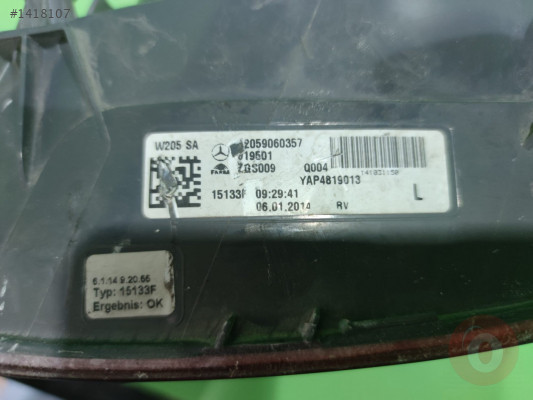 #1418107
W205 SA
2059060357
19501
ZGS009 Q004
YAP4819013
15133F 09:29:41
06.01.2014 RV L
6.1.14 9.20.56
Typ: 15133F
Ergebnis: OK